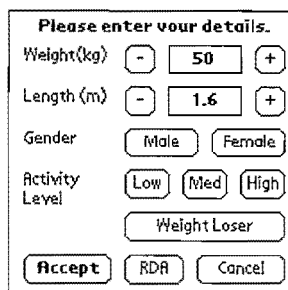 Please enter your details.
Weight(kg) - 50 +
Length (m) - 1.6 +
Gender Male Female
Activity Level Low Med High
Weight Loser
Accept RDA Cancel